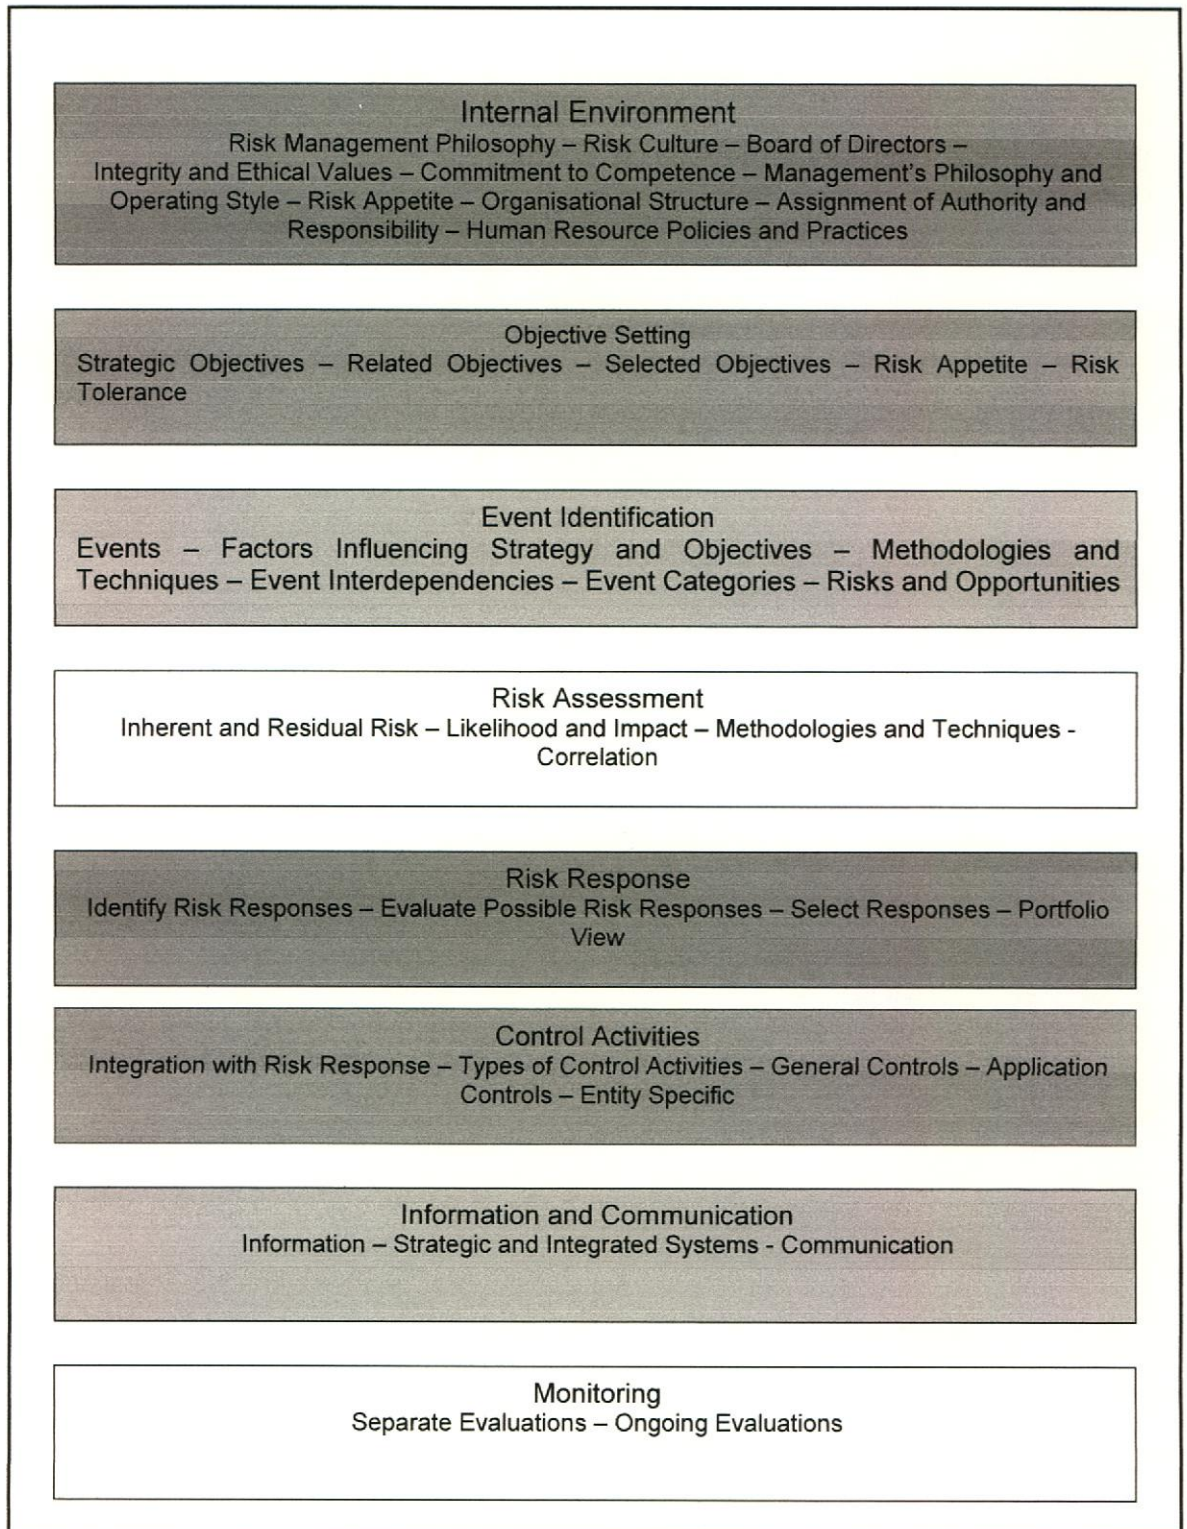 Internal Environment
Risk Management Philosophy – Risk Culture – Board of Directors –
Integrity and Ethical Values – Commitment to Competence – Management's Philosophy and
Operating Style – Risk Appetite – Organisational Structure – Assignment of Authority and
Responsibility – Human Resource Policies and Practices
Objective Setting
Strategic Objectives – Related Objectives – Selected Objectives – Risk Appetite – Risk
Tolerance
Event Identification
Events – Factors Influencing Strategy and Objectives – Methodologies and
Techniques – Event Interdependencies – Event Categories – Risks and Opportunities
Risk Assessment
Inherent and Residual Risk – Likelihood and Impact – Methodologies and Techniques -
Correlation
Risk Response
Identify Risk Responses – Evaluate Possible Risk Responses – Select Responses – Portfolio
View
Control Activities
Integration with Risk Response – Types of Control Activities – General Controls – Application
Controls – Entity Specific
Information and Communication
Information – Strategic and Integrated Systems - Communication
Monitoring
Separate Evaluations – Ongoing Evaluations